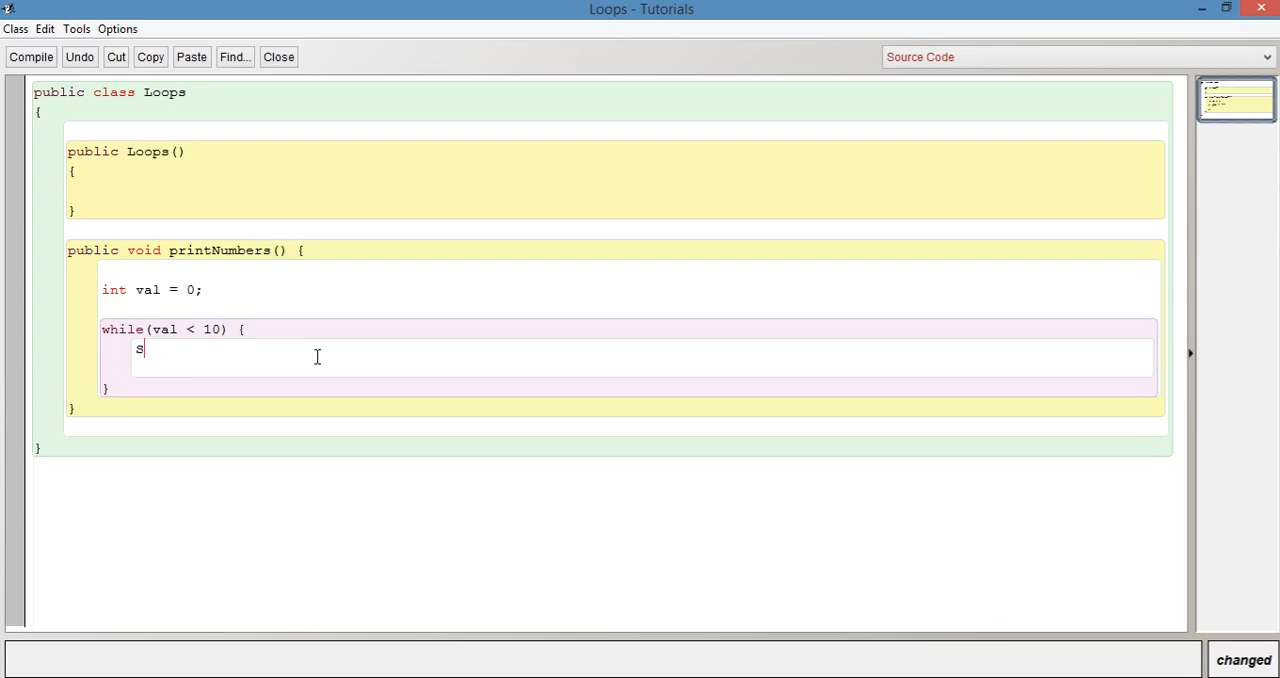 Loops - Tutorials
Class Edit Tools Options
Compile Undo Cut Copy Paste Find... Close Source Code
public class Loops
{
public Loops()
{
}
public void printNumbers() {
int val = 0;
while(val < 10) {
S
}
}
}
changed